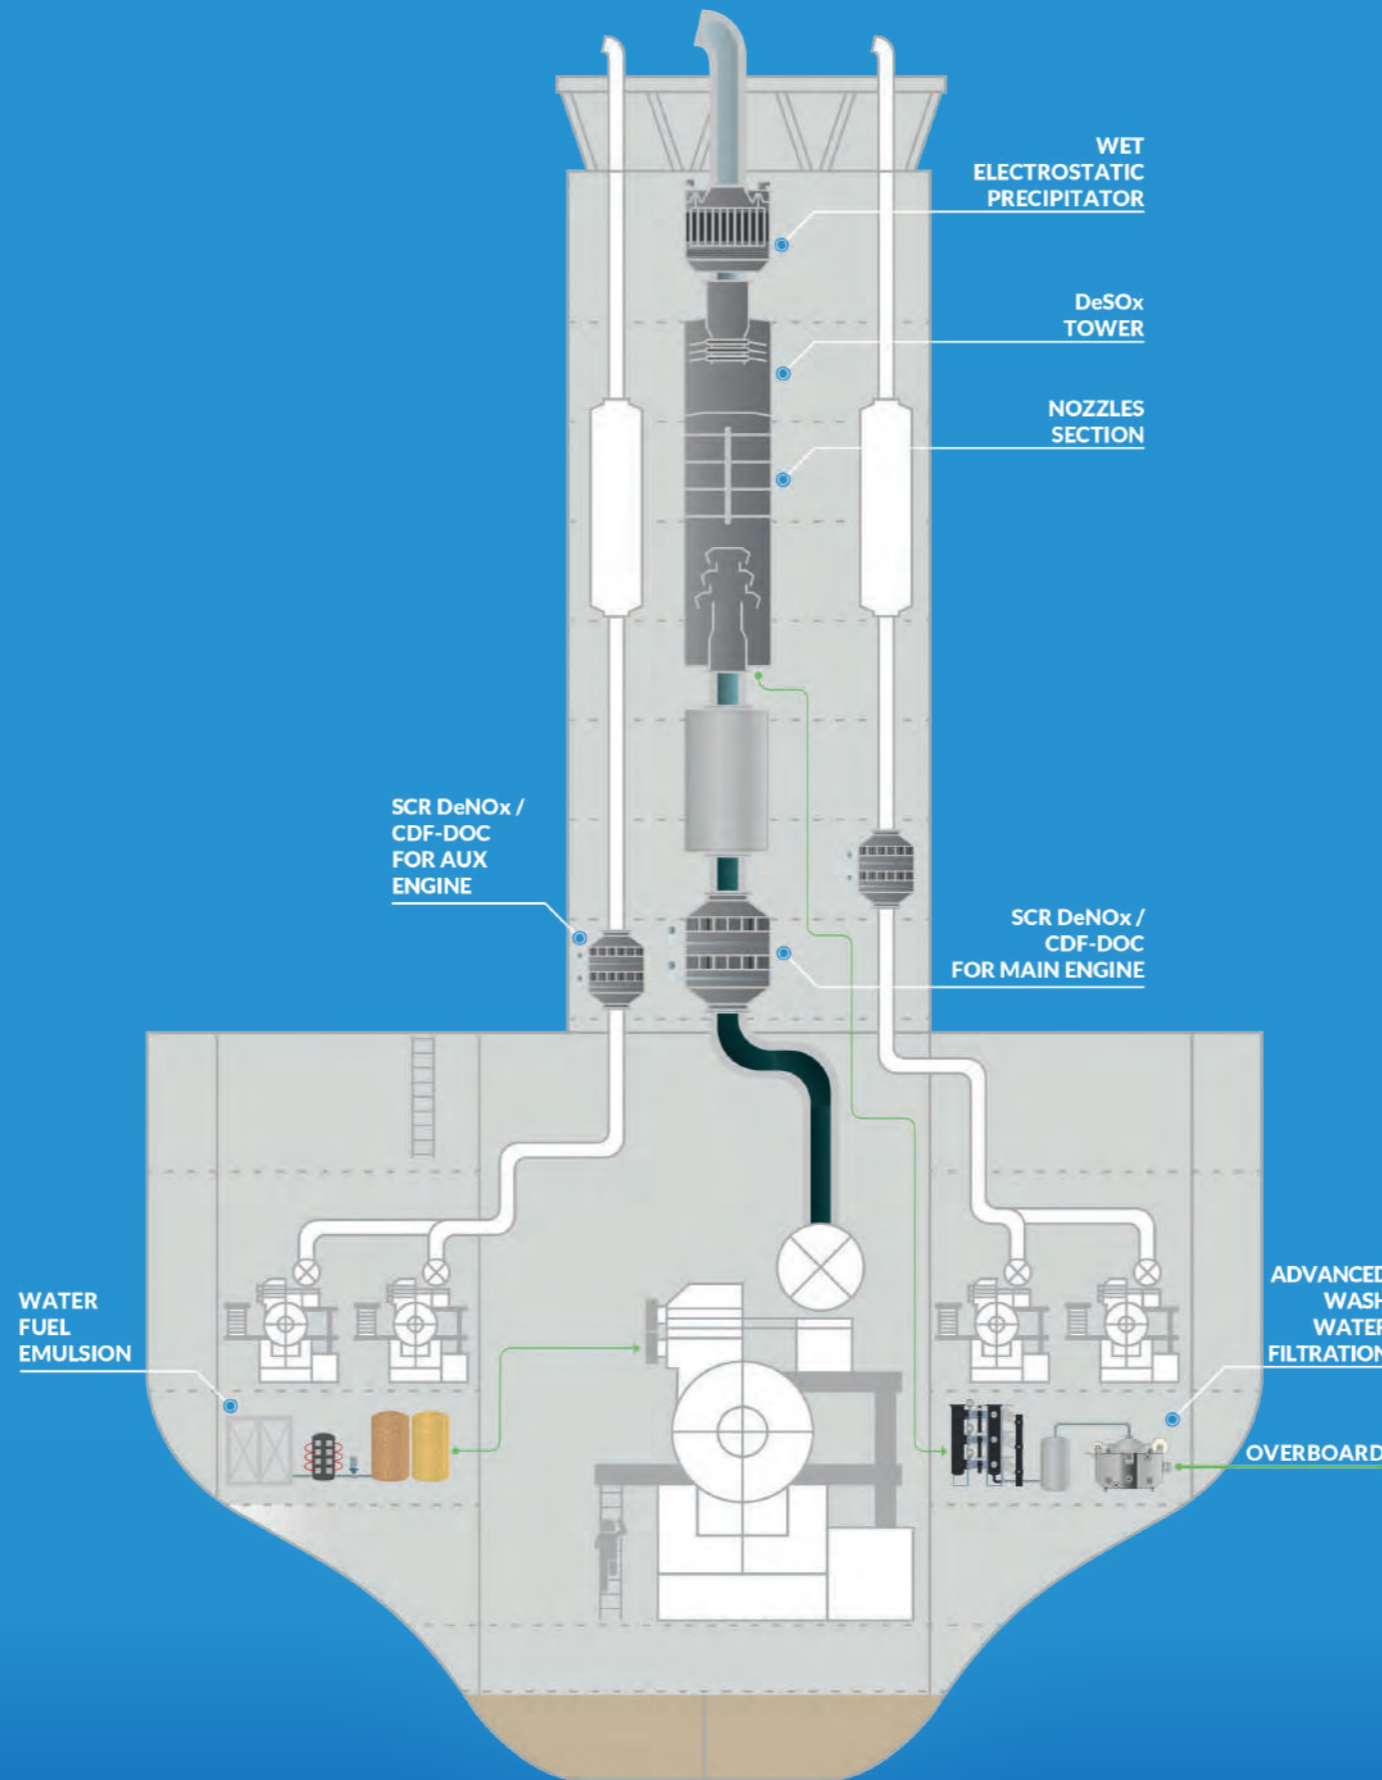 WET
ELECTROSTATIC
PRECIPITATOR
DeSOx
TOWER
NOZZLES
SECTION
SCR DeNOx /
CDF-DOC
FOR AUX
ENGINE
SCR DeNOx /
CDF-DOC
FOR MAIN ENGINE
WATER
FUEL
EMULSION
ADVANCED
WASH
WATER
FILTRATION
OVERBOARD